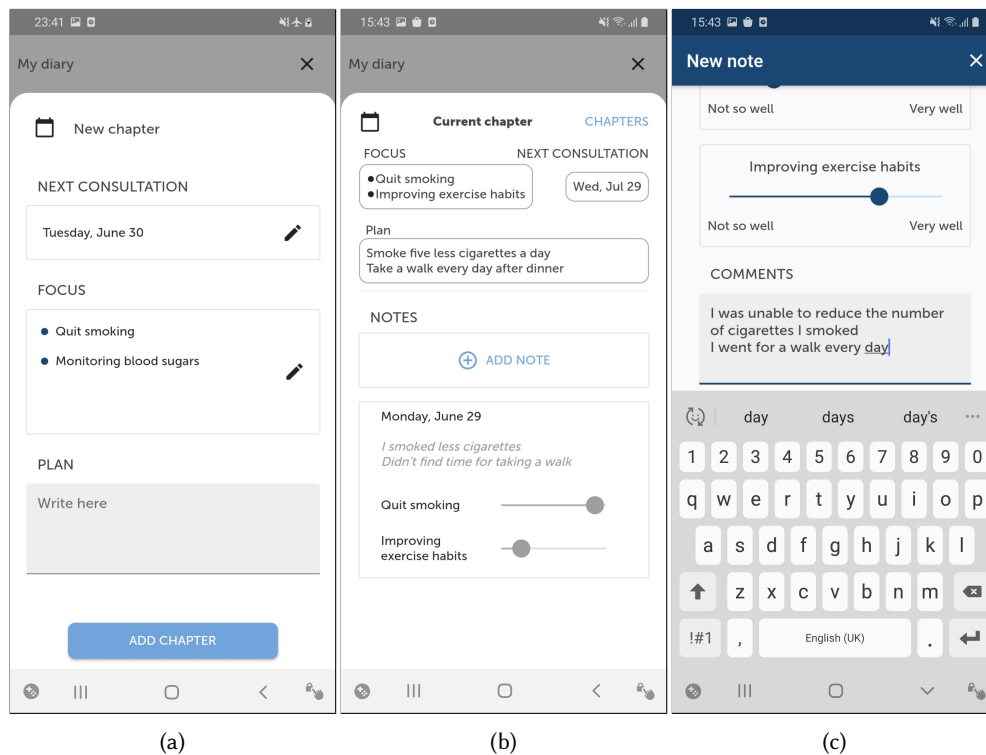 23:41
My diary
New chapter
NEXT CONSULTATION
Tuesday, June 30
FOCUS
Quit smoking
Monitoring blood sugars
PLAN
Write here
ADD CHAPTER
(a)
15:43
My diary
Current chapter CHAPTERS
FOCUS NEXT CONSULTATION
Quit smoking
Improving exercise habits
Wed, Jul 29
Plan
Smoke five less cigarettes a day
Take a walk every day after dinner
NOTES
ADD NOTE
Monday, June 29
I smoked less cigarettes
Didn't find time for taking a walk
Quit smoking
Improving
exercise habits
(b)
15:43
New note
Not so well Very well
Improving exercise habits
Not so well Very well
COMMENTS
I was unable to reduce the number
of cigarettes I smoked
I went for a walk every day
day days day's
1 2 3 4 5 6 7 8 9 0
q w e r t y u i o p
a s d f g h j k l
z x c v b n m
!#1 , English (UK) .
(c)